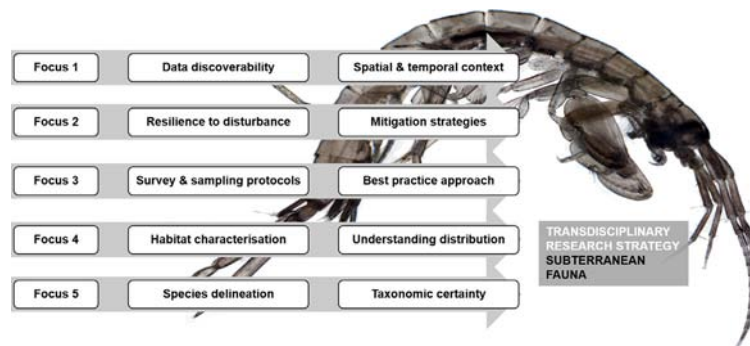 Focus 1 Data discoverability Spatial & temporal context
Focus 2 Resilience to disturbance Mitigation strategies
Focus 3 Survey & sampling protocols Best practice approach
Focus 4 Habitat characterisation Understanding distribution
Focus 5 Species delineation Taxonomic certainty
TRANSDISCIPLINARY
RESEARCH STRATEGY
SUBTERRANEAN
FAUNA